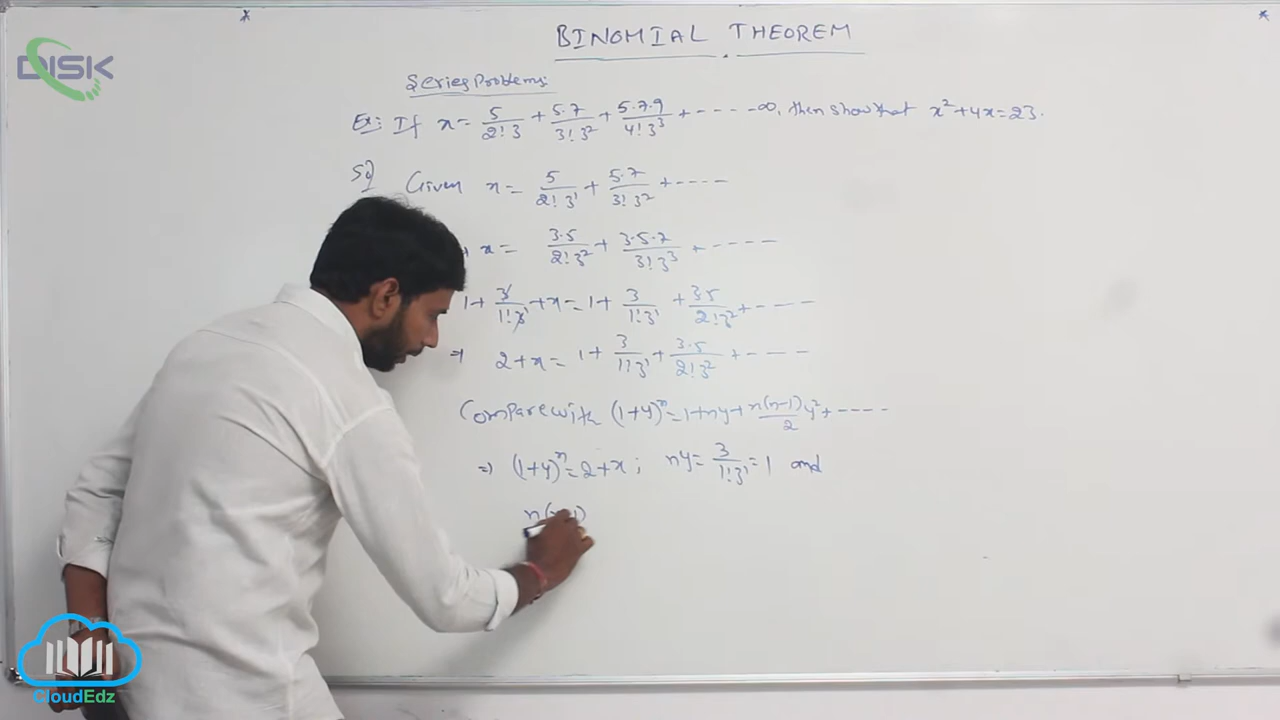 BINOMIAL THEOREM
DISK
Series Problems:
Ex: If x = 5/2!3 + 5·7/3!3² + 5·7·9/4!3³ + - - - - - ∞, then show that x² + 4x = 23.
Sol Given x = 5/2!3¹ + 5·7/3!3² + - - - -
x = 3·5/2!3² + 3·5·7/3!3³ + - - - -
1 + 3/1!3¹ + x = 1 + 3/1!3¹ + 3·5/2!3² + - - - -
⇒ 2 + x = 1 + 3/1!3¹ + 3·5/2!3² + - - - -
Compare with (1+y)ⁿ = 1 + ny + n(n-1)/2 y² + - - - -
⇒ (1+y)ⁿ = 2 + x ; ny = 3/1!3¹ = 1 and
CloudEdz